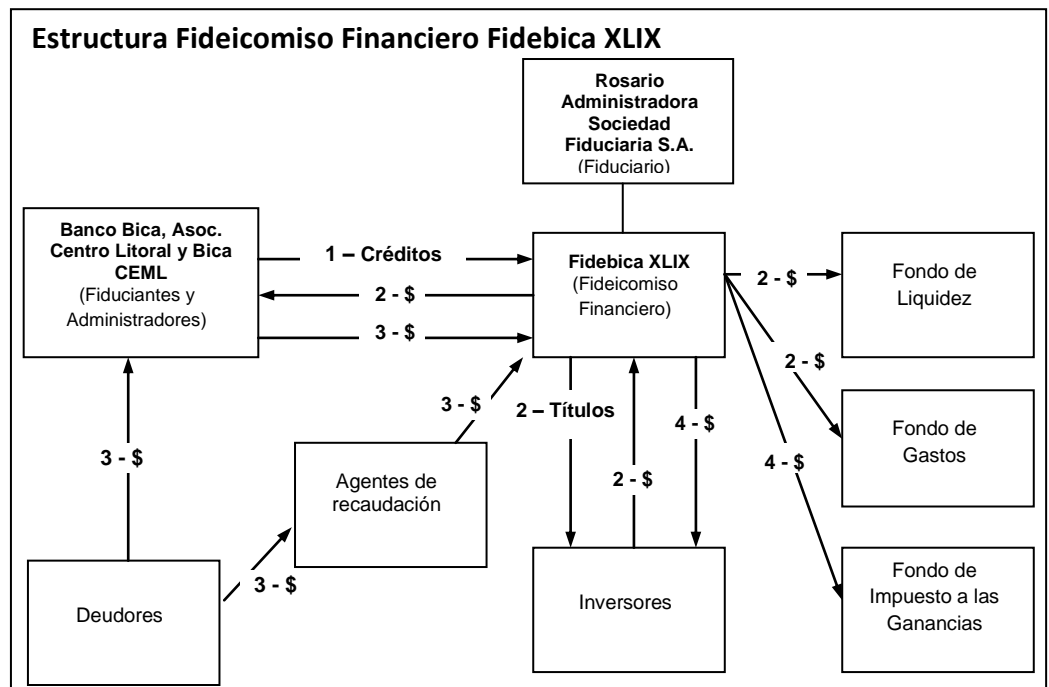 Estructura Fideicomiso Financiero Fidebica XLIX
Rosario
Administradora
Sociedad
Fiduciaria S.A.
(Fiduciario)
Banco Bica, Asoc.
Centro Litoral y Bica
CEML
(Fiduciantes y
Administradores)
1 – Créditos
2 - $
3 - $
Fidebica XLIX
(Fideicomiso
Financiero)
2 - $
Fondo de
Liquidez
2 - $
4 - $
Fondo de
Gastos
3 - $
3 - $
2 – Títulos
4 - $
2 - $
Agentes de
recaudación
3 - $
Deudores
Inversores
Fondo de
Impuesto a las
Ganancias